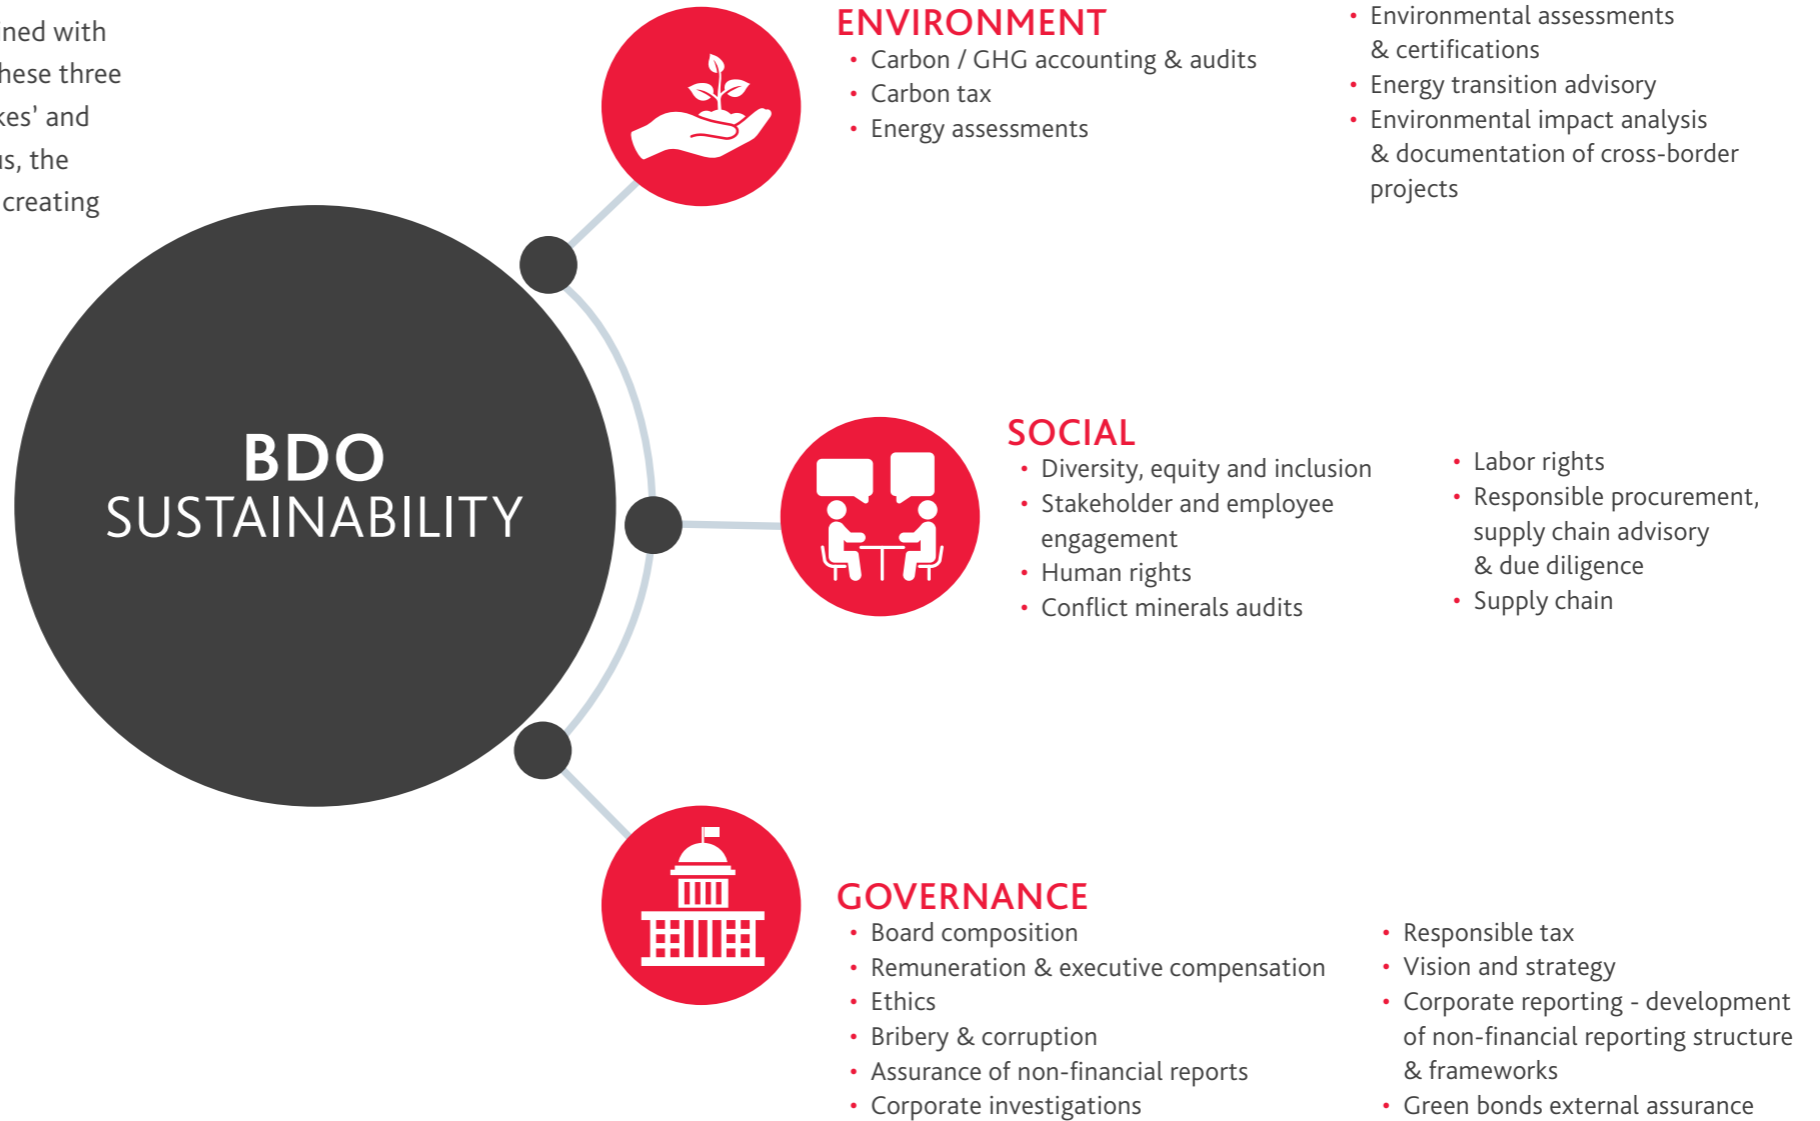 ined with
hese three
kes' and
us, the
creating
BDO
SUSTAINABILITY
ENVIRONMENT
• Carbon / GHG accounting & audits
• Carbon tax
• Energy assessments
• Environmental assessments
& certifications
• Energy transition advisory
• Environmental impact analysis
& documentation of cross-border
projects
SOCIAL
• Diversity, equity and inclusion
• Stakeholder and employee
engagement
• Human rights
• Conflict minerals audits
• Labor rights
• Responsible procurement,
supply chain advisory
& due diligence
• Supply chain
GOVERNANCE
• Board composition
• Remuneration & executive compensation
• Ethics
• Bribery & corruption
• Assurance of non-financial reports
• Corporate investigations
• Responsible tax
• Vision and strategy
• Corporate reporting - development
of non-financial reporting structure
& frameworks
• Green bonds external assurance